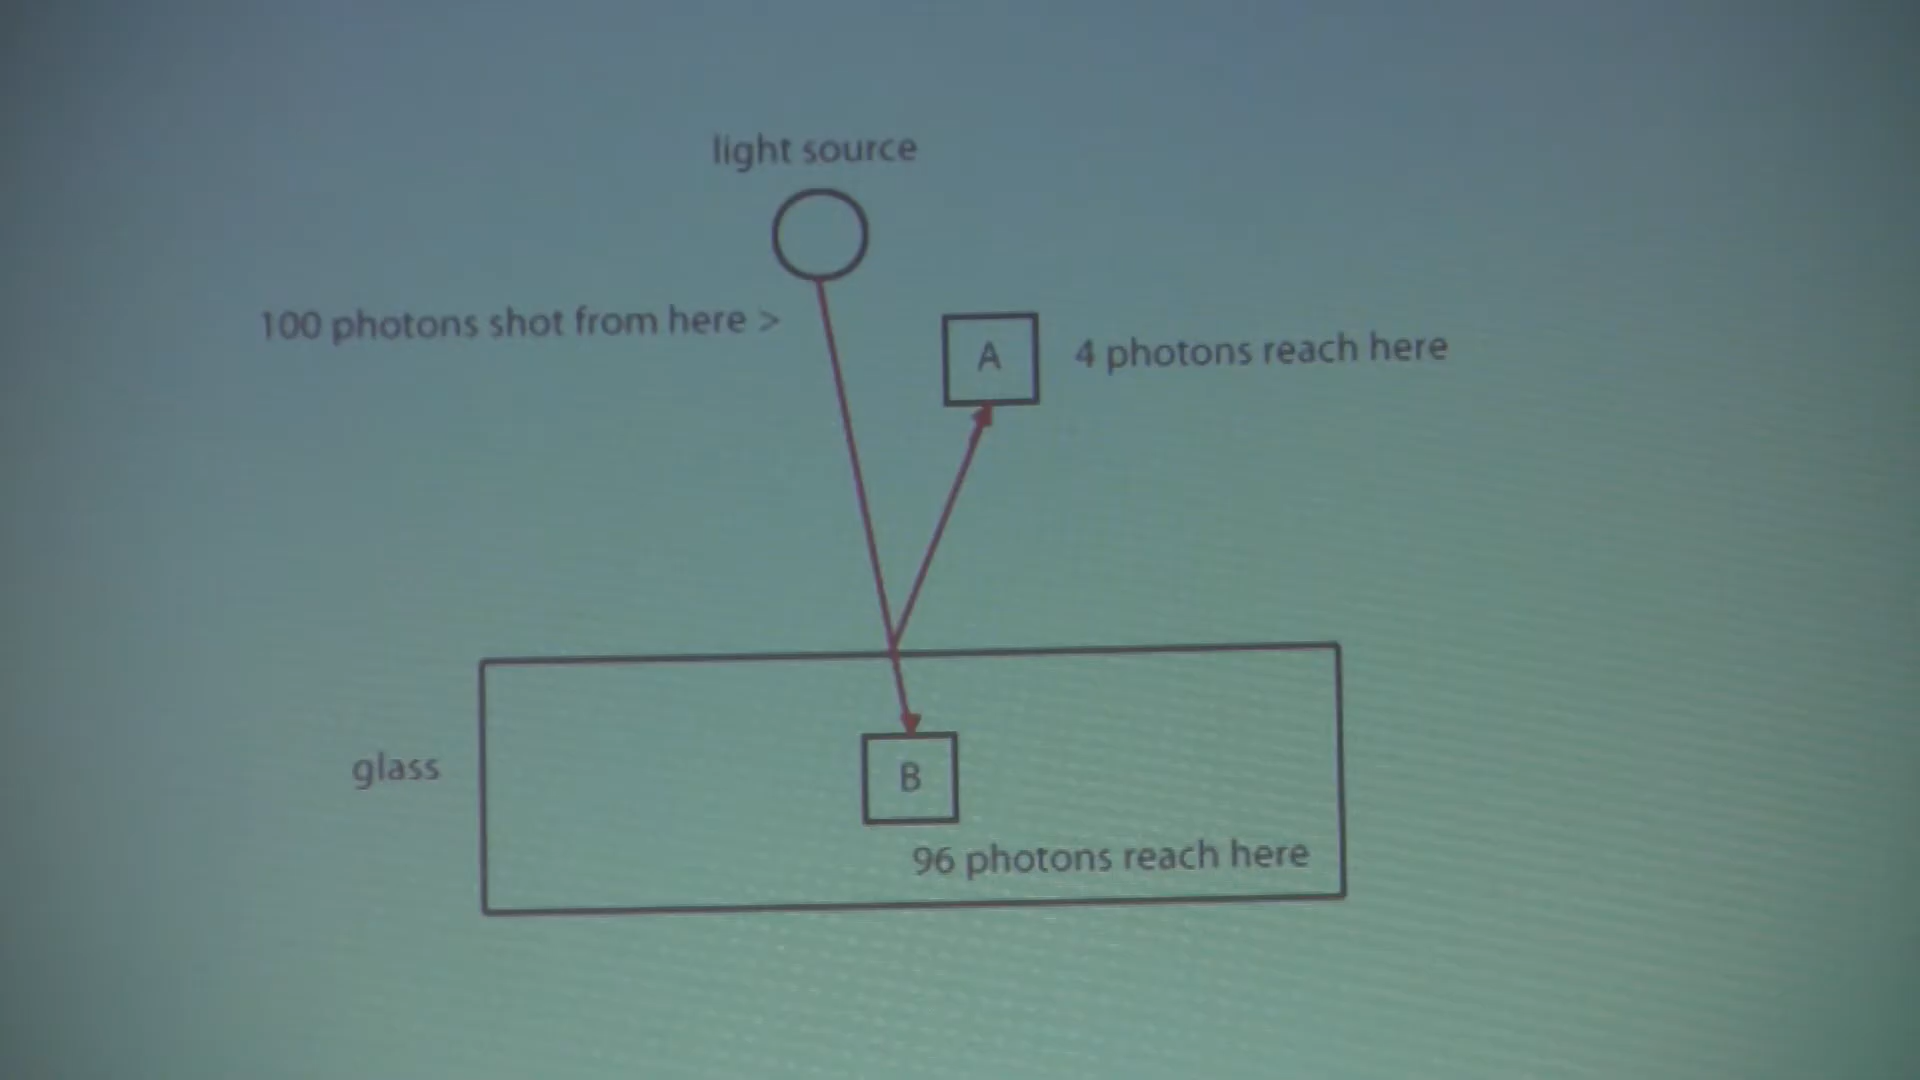 light source
100 photons shot from here >
A
4 photons reach here
glass
B
96 photons reach here